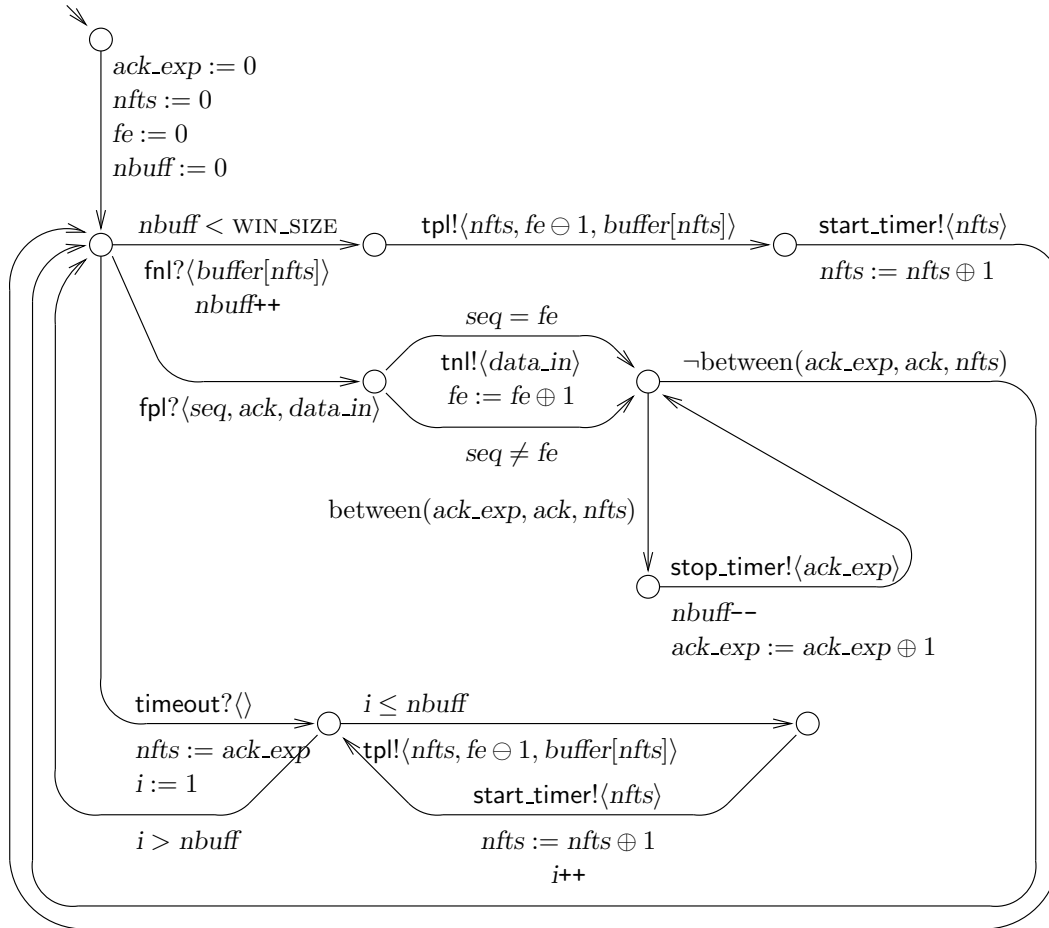 ack_exp := 0
nfts := 0
fe := 0
nbuff := 0
nbuff < WIN_SIZE
fnl?⟨buffer[nfts]⟩
nbuff++
tpl!⟨nfts, fe ⊖ 1, buffer[nfts]⟩
start_timer!⟨nfts⟩
nfts := nfts ⊕ 1
fpl?⟨seq, ack, data_in⟩
seq = fe
tnl!⟨data_in⟩
fe := fe ⊕ 1
seq ≠ fe
¬between(ack_exp, ack, nfts)
between(ack_exp, ack, nfts)
stop_timer!⟨ack_exp⟩
nbuff--
ack_exp := ack_exp ⊕ 1
timeout?⟨⟩
nfts := ack_exp
i := 1
i > nbuff
i ≤ nbuff
tpl!⟨nfts, fe ⊖ 1, buffer[nfts]⟩
start_timer!⟨nfts⟩
nfts := nfts ⊕ 1
i++